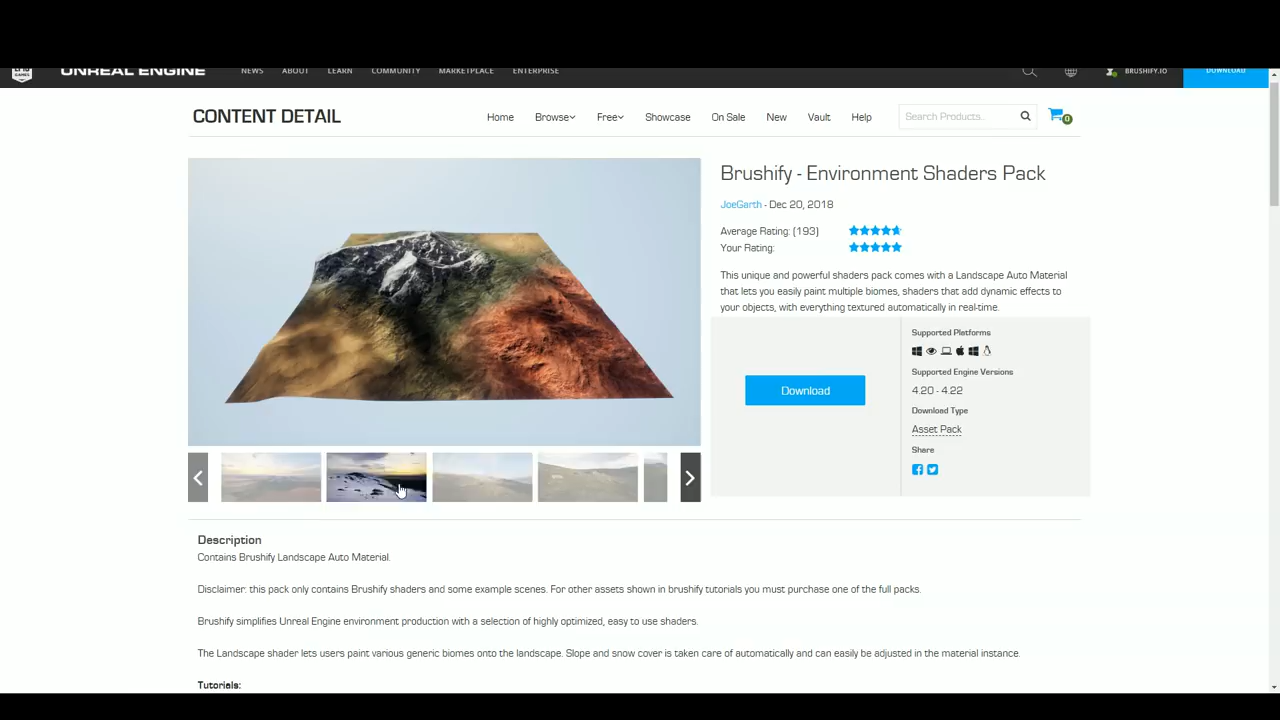 EPIC GAMES
UNREAL ENGINE
NEWS
ABOUT
LEARN
COMMUNITY
MARKETPLACE
ENTERPRISE
BRUSHIFY.IO
DOWNLOAD
CONTENT DETAIL
Home
Browse
Free
Showcase
On Sale
New
Vault
Help
Search Products..
0
Brushify - Environment Shaders Pack
JoeGarth - Dec 20, 2018
Average Rating: (193)
Your Rating:
This unique and powerful shaders pack comes with a Landscape Auto Material
that lets you easily paint multiple biomes, shaders that add dynamic effects to
your objects, with everything textured automatically in real-time.
Download
Supported Platforms
Supported Engine Versions
4.20 - 4.22
Download Type
Asset Pack
Share
Description
Contains Brushify Landscape Auto Material.
Disclaimer: this pack only contains Brushify shaders and some example scenes. For other assets shown in brushify tutorials you must purchase one of the full packs.
Brushify simplifies Unreal Engine environment production with a selection of highly optimized, easy to use shaders.
The Landscape shader lets users paint various generic biomes onto the landscape. Slope and snow cover is taken care of automatically and can easily be adjusted in the material instance.
Tutorials: